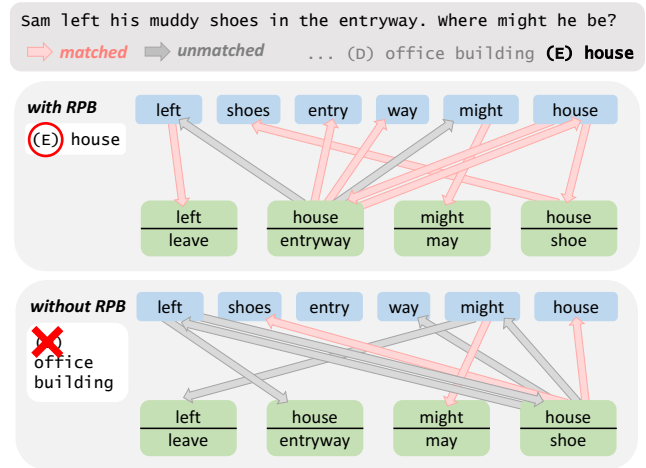 Sam left his muddy shoes in the entryway. Where might he be?
matched unmatched ... (D) office building (E) house
with RPB
(E) house
left shoes entry way might house
left house might house
leave entryway may shoe
without RPB
office
building
left shoes entry way might house
left house might house
leave entryway may shoe